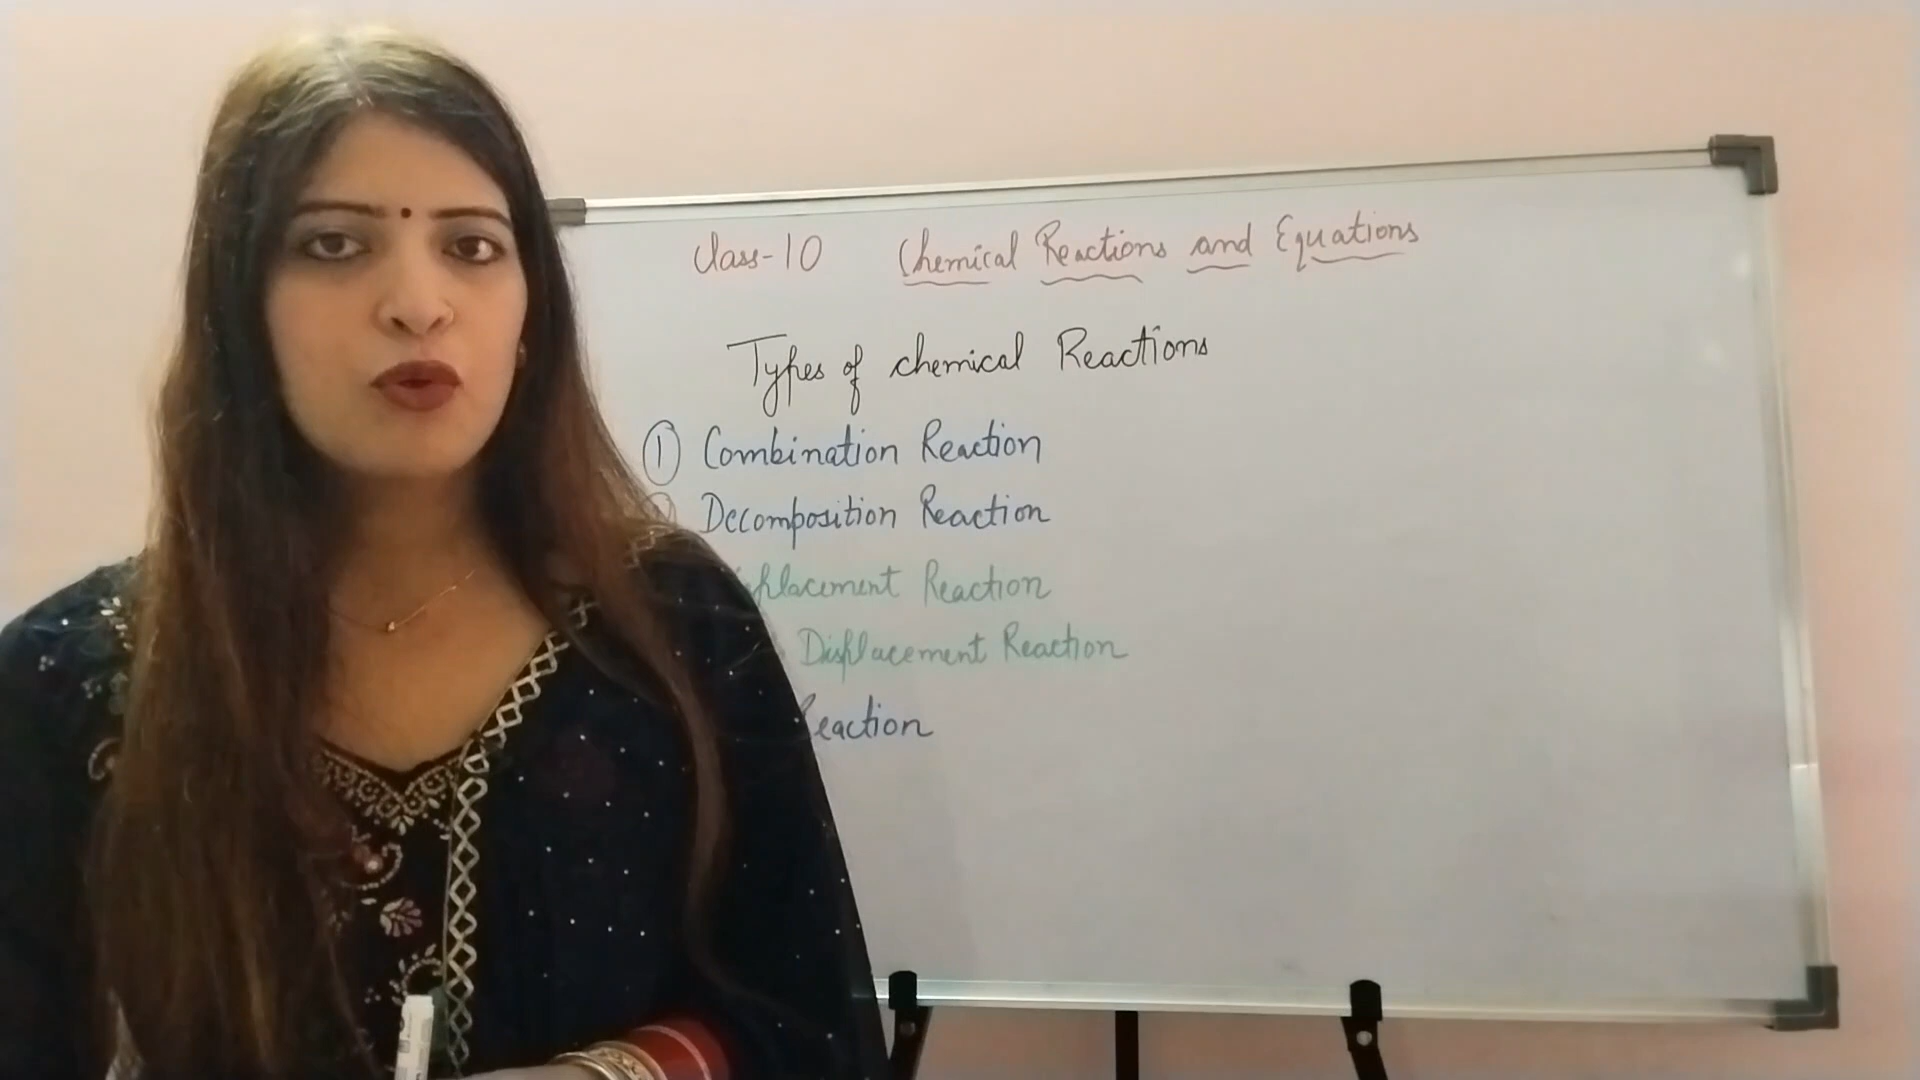 Class-10 Chemical Reactions and Equations
Types of chemical Reactions
① Combination Reaction
Decomposition Reaction
Reaction
Displacement Reaction
Reaction